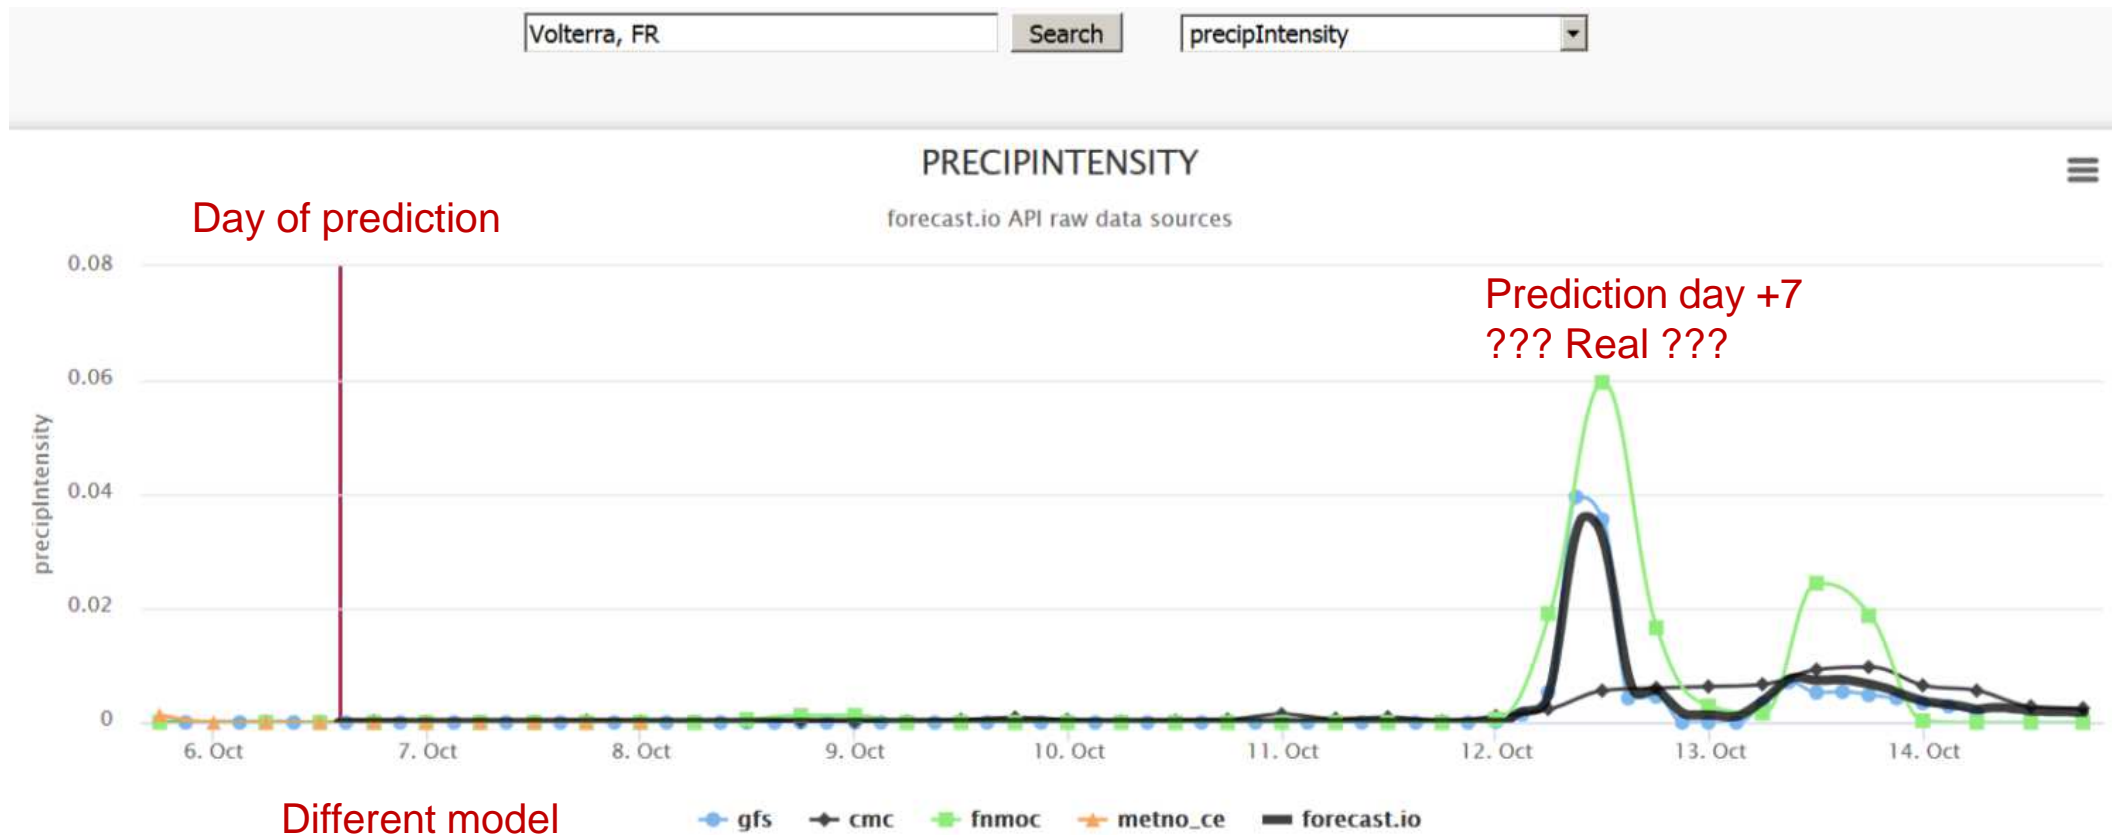 Volterra, FR Search precipIntensity
PRECIPINTENSITY
Day of prediction
forecast.io API raw data sources
0.08
Prediction day +7
??? Real ???
0.06
precipIntensity
0.04
0.02
0
6. Oct 7. Oct 8. Oct 9. Oct 10. Oct 11. Oct 12. Oct 13. Oct 14. Oct
Different model
gfs cmc fnmoc metno_ce forecast.io